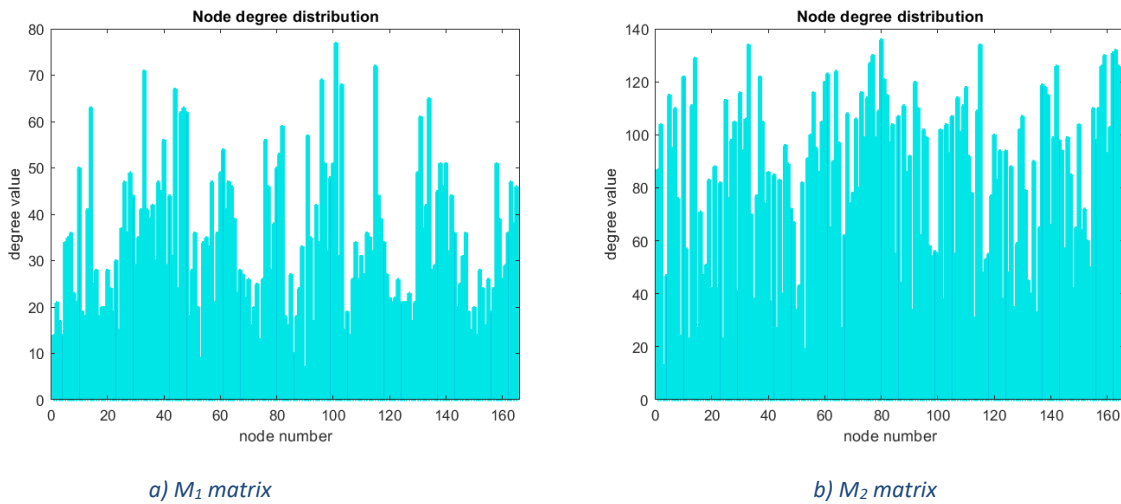 Node degree distribution
80
70
60
50
40
30
20
10
0
degree value
0 20 40 60 80 100 120 140 160
node number
a) M1 matrix
Node degree distribution
140
120
100
80
60
40
20
0
degree value
0 20 40 60 80 100 120 140 160
node number
b) M2 matrix